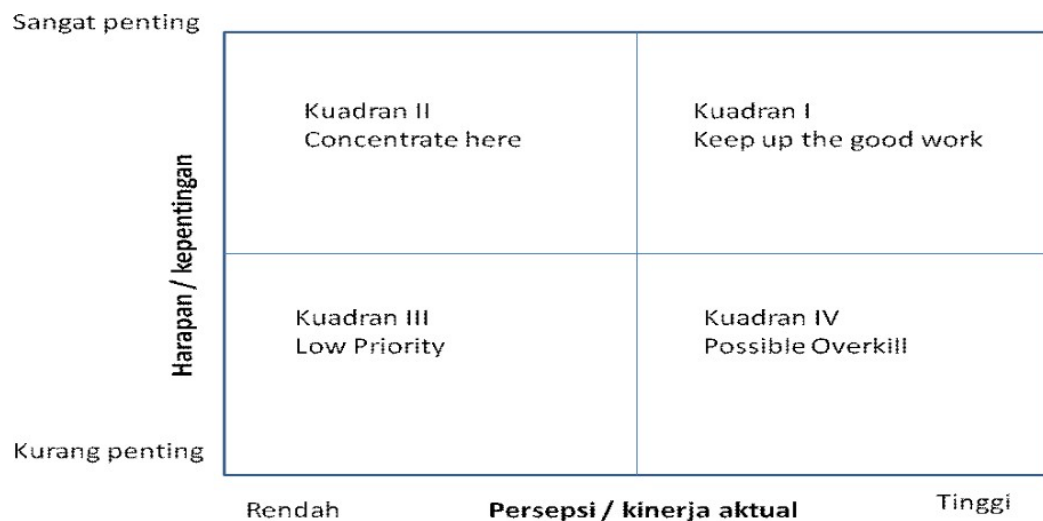 Sangat penting
Kuadran II
Concentrate here
Kuadran I
Keep up the good work
Harapan / kepentingan
Kuadran III
Low Priority
Kuadran IV
Possible Overkill
Kurang penting
Rendah
Persepsi / kinerja aktual
Tinggi